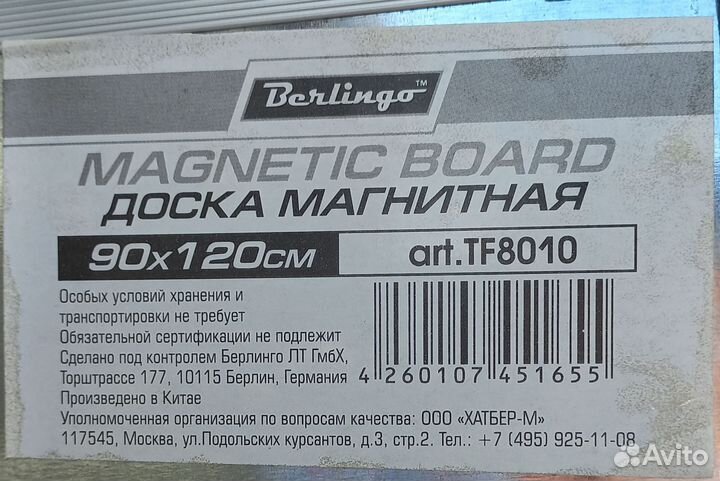 Berlingo™
MAGNETIC BOARD
ДОСКА МАГНИТНАЯ
90х120см art.TF8010
Особых условий хранения и
транспортировки не требует
Обязательной сертификации не подлежит
Сделано под контролем Берлинго ЛТ ГмбХ,
Торштрассе 177, 10115 Берлин, Германия
Произведено в Китае
4 260107 451655
Уполномоченная организация по вопросам качества: ООО «ХАТБЕР-М»
117545, Москва, ул.Подольских курсантов, д.3, стр.2. Тел.: +7 (495) 925-11-08
Avito